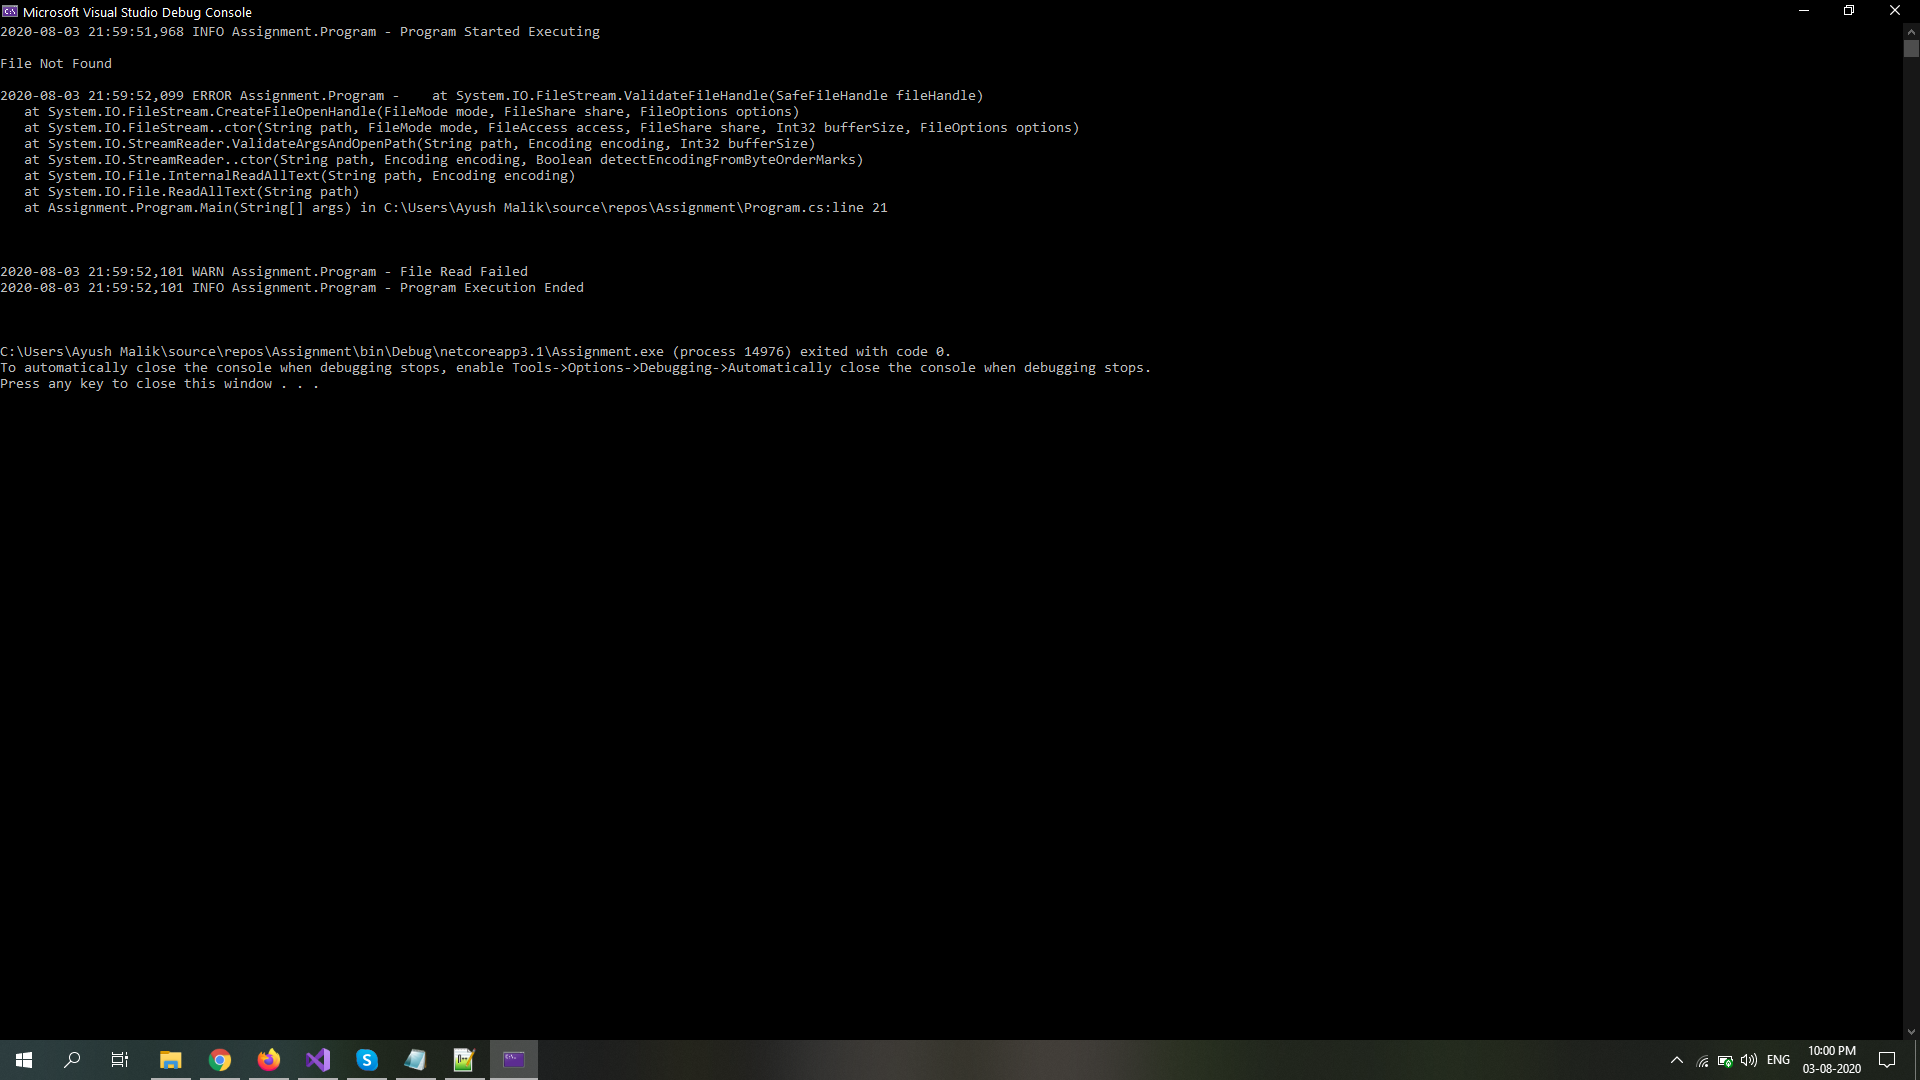 Microsoft Visual Studio Debug Console
2020-08-03 21:59:51,968 INFO Assignment.Program - Program Started Executing
File Not Found
2020-08-03 21:59:52,099 ERROR Assignment.Program -    at System.IO.FileStream.ValidateFileHandle(SafeFileHandle fileHandle)
   at System.IO.FileStream.CreateFileOpenHandle(FileMode mode, FileShare share, FileOptions options)
   at System.IO.FileStream..ctor(String path, FileMode mode, FileAccess access, FileShare share, Int32 bufferSize, FileOptions options)
   at System.IO.StreamReader.ValidateArgsAndOpenPath(String path, Encoding encoding, Int32 bufferSize)
   at System.IO.StreamReader..ctor(String path, Encoding encoding, Boolean detectEncodingFromByteOrderMarks)
   at System.IO.File.InternalReadAllText(String path, Encoding encoding)
   at System.IO.File.ReadAllText(String path)
   at Assignment.Program.Main(String[] args) in C:\Users\Ayush Malik\source\repos\Assignment\Program.cs:line 21
2020-08-03 21:59:52,101 WARN Assignment.Program - File Read Failed
2020-08-03 21:59:52,101 INFO Assignment.Program - Program Execution Ended
C:\Users\Ayush Malik\source\repos\Assignment\bin\Debug\netcoreapp3.1\Assignment.exe (process 14976) exited with code 0.
To automatically close the console when debugging stops, enable Tools->Options->Debugging->Automatically close the console when debugging stops.
Press any key to close this window . . .
ENG
10:00 PM
03-08-2020